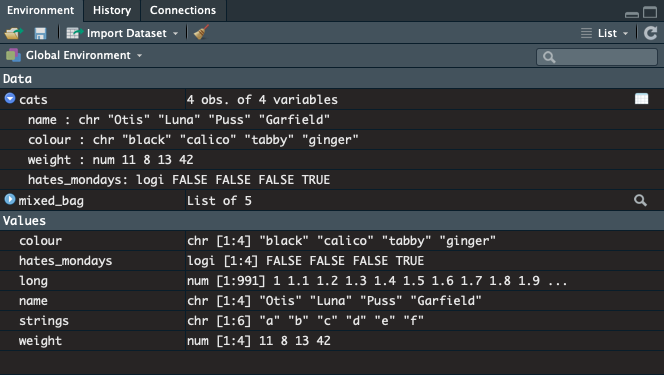 Environment History Connections
Import Dataset List
Global Environment
Data
cats 4 obs. of 4 variables
name : chr "Otis" "Luna" "Puss" "Garfield"
colour : chr "black" "calico" "tabby" "ginger"
weight : num 11 8 13 42
hates_mondays: logi FALSE FALSE FALSE TRUE
mixed_bag List of 5
Values
colour chr [1:4] "black" "calico" "tabby" "ginger"
hates_mondays logi [1:4] FALSE FALSE FALSE TRUE
long num [1:991] 1 1.1 1.2 1.3 1.4 1.5 1.6 1.7 1.8 1.9 ...
name chr [1:4] "Otis" "Luna" "Puss" "Garfield"
strings chr [1:6] "a" "b" "c" "d" "e" "f"
weight num [1:4] 11 8 13 42